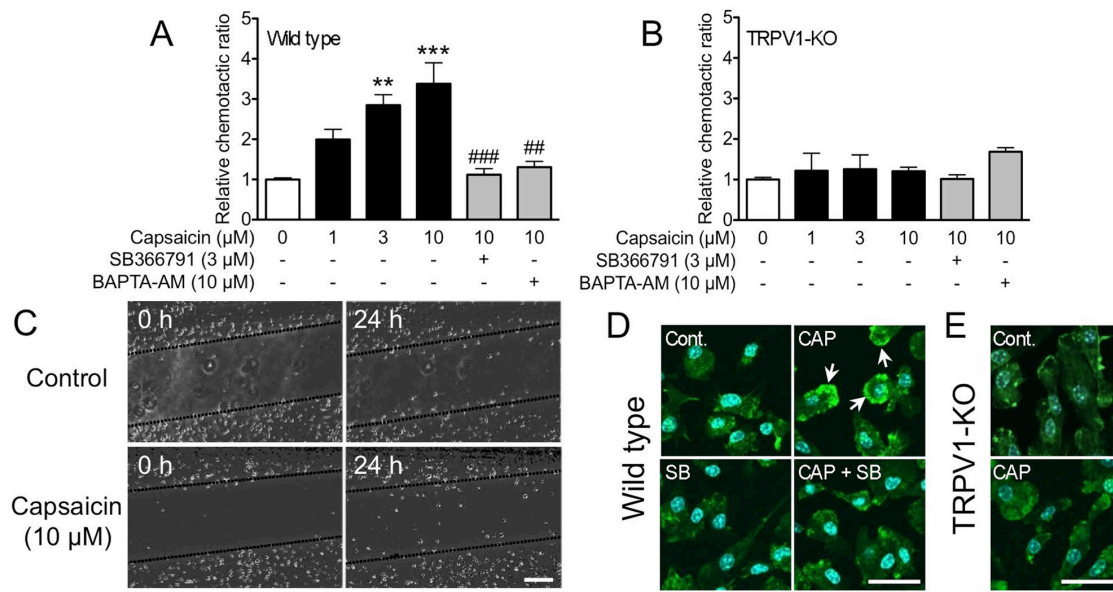 A
Relative chemotactic ratio
5
4
3
2
1
0
Wild type
**
***
###
##
Capsaicin (µM) 0 1 3 10 10 10
SB366791 (3 µM) - - - - + -
BAPTA-AM (10 µM) - - - - - +
B
Relative chemotactic ratio
5
4
3
2
1
0
TRPV1-KO
Capsaicin (µM) 0 1 3 10 10 10
SB366791 (3 µM) - - - - + -
BAPTA-AM (10 µM) - - - - - +
C
0 h
24 h
Control
0 h
24 h
Capsaicin
(10 µM)
D
Wild type
Cont.
CAP
SB
CAP + SB
E
TRPV1-KO
Cont.
CAP